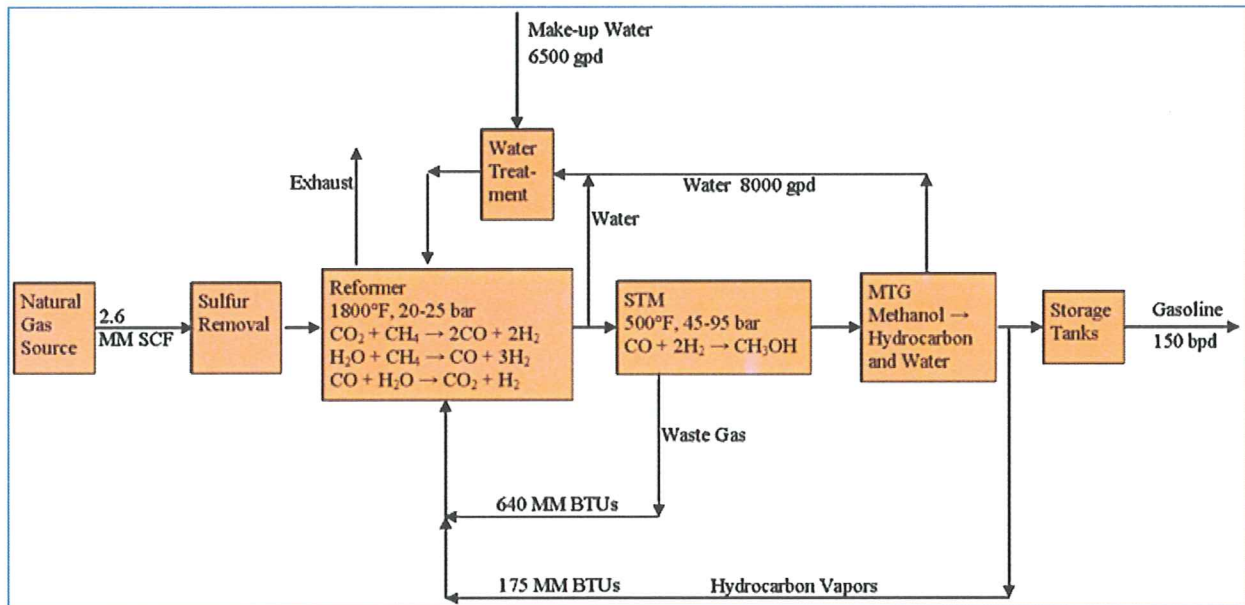 Make-up Water
6500 gpd
Water
Treat-
ment
Exhaust
Water 8000 gpd
Water
Natural
Gas
Source
2.6
MM SCF
Sulfur
Removal
Reformer
1800°F, 20-25 bar
CO₂ + CH₄ → 2CO + 2H₂
H₂O + CH₄ → CO + 3H₂
CO + H₂O → CO₂ + H₂
STM
500°F, 45-95 bar
CO + 2H₂ → CH₃OH
MTG
Methanol →
Hydrocarbon
and Water
Storage
Tanks
Gasoline
150 bpd
Waste Gas
640 MM BTUs
175 MM BTUs
Hydrocarbon Vapors